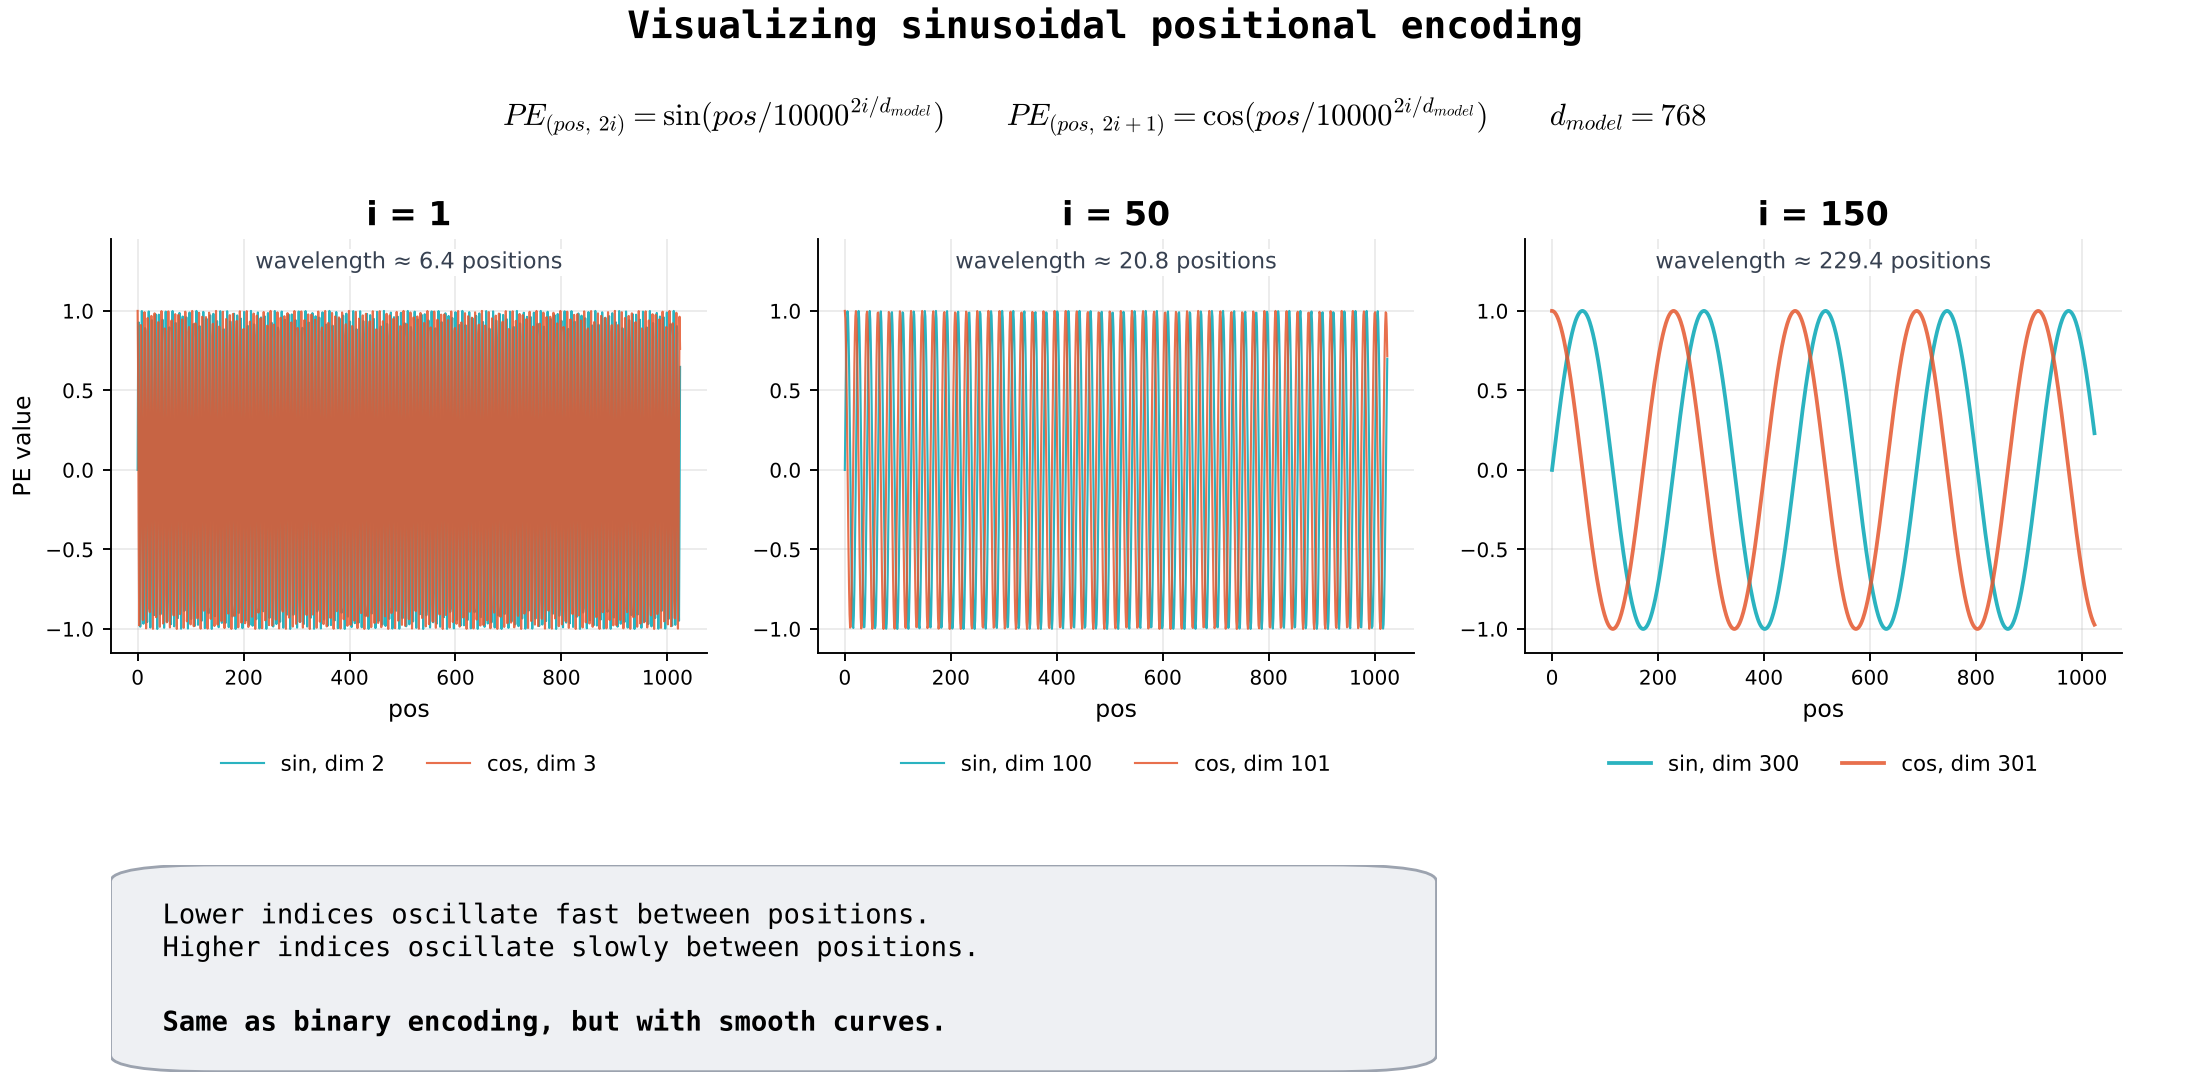 Visualizing sinusoidal positional encoding
PE(pos, 2i) = sin(pos/10000^{2i/d_{model}}) PE(pos, 2i+1) = cos(pos/10000^{2i/d_{model}}) d_{model} = 768
i = 1
wavelength ≈ 6.4 positions
1.0
0.5
0.0
−0.5
−1.0
PE value
0 200 400 600 800 1000
pos
sin, dim 2 cos, dim 3
i = 50
wavelength ≈ 20.8 positions
1.0
0.5
0.0
−0.5
−1.0
0 200 400 600 800 1000
pos
sin, dim 100 cos, dim 101
i = 150
wavelength ≈ 229.4 positions
1.0
0.5
0.0
−0.5
−1.0
0 200 400 600 800 1000
pos
sin, dim 300 cos, dim 301
Lower indices oscillate fast between positions.
Higher indices oscillate slowly between positions.
Same as binary encoding, but with smooth curves.